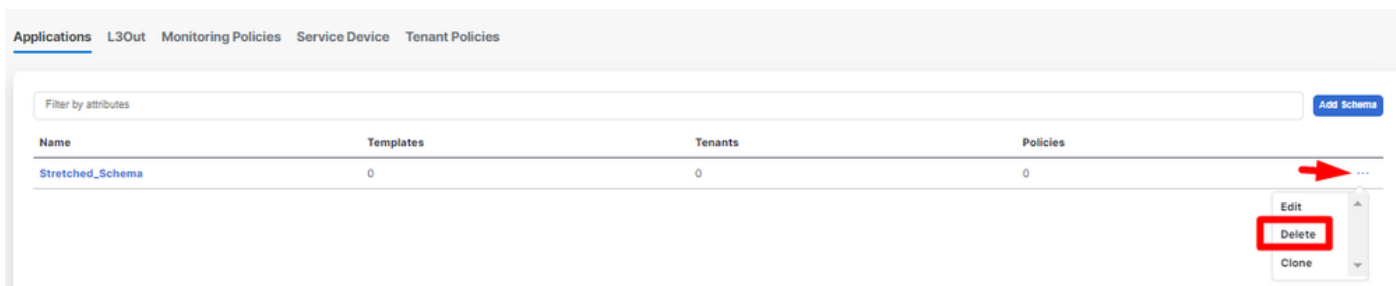 Applications L3Out Monitoring Policies Service Device Tenant Policies
Filter by attributes
Add Schema
Name Templates Tenants Policies
Stretched_Schema 0 0 0 ...
Edit
Delete
Clone